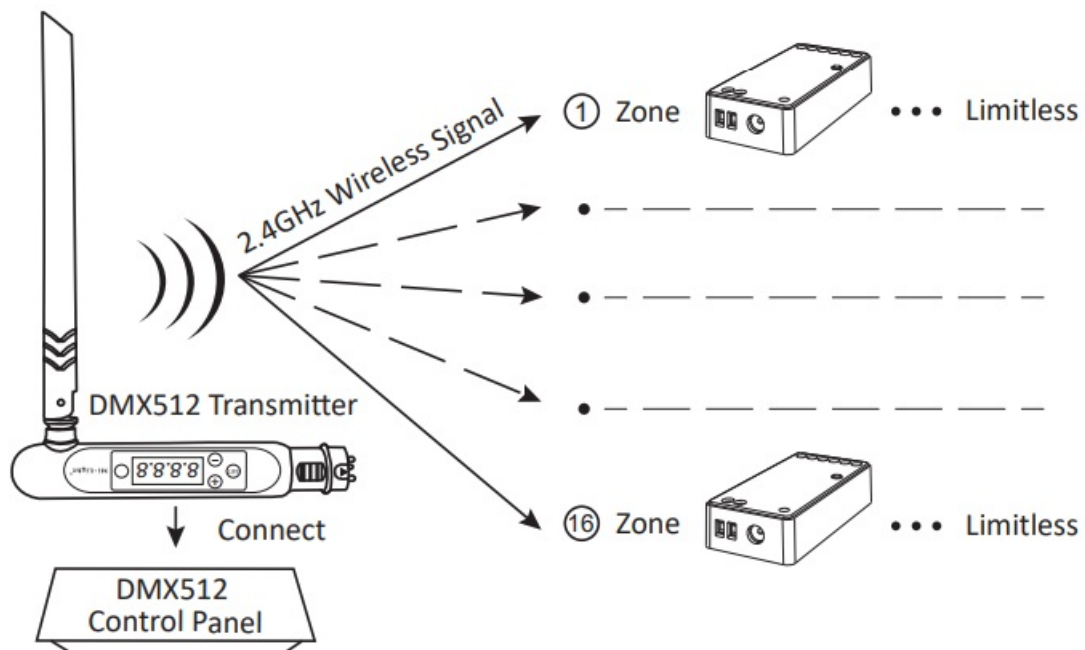 ① Zone ••• Limitless
2.4GHz Wireless Signal
DMX512 Transmitter
8.8.8.8
Connect
⑯ Zone ••• Limitless
DMX512
Control Panel